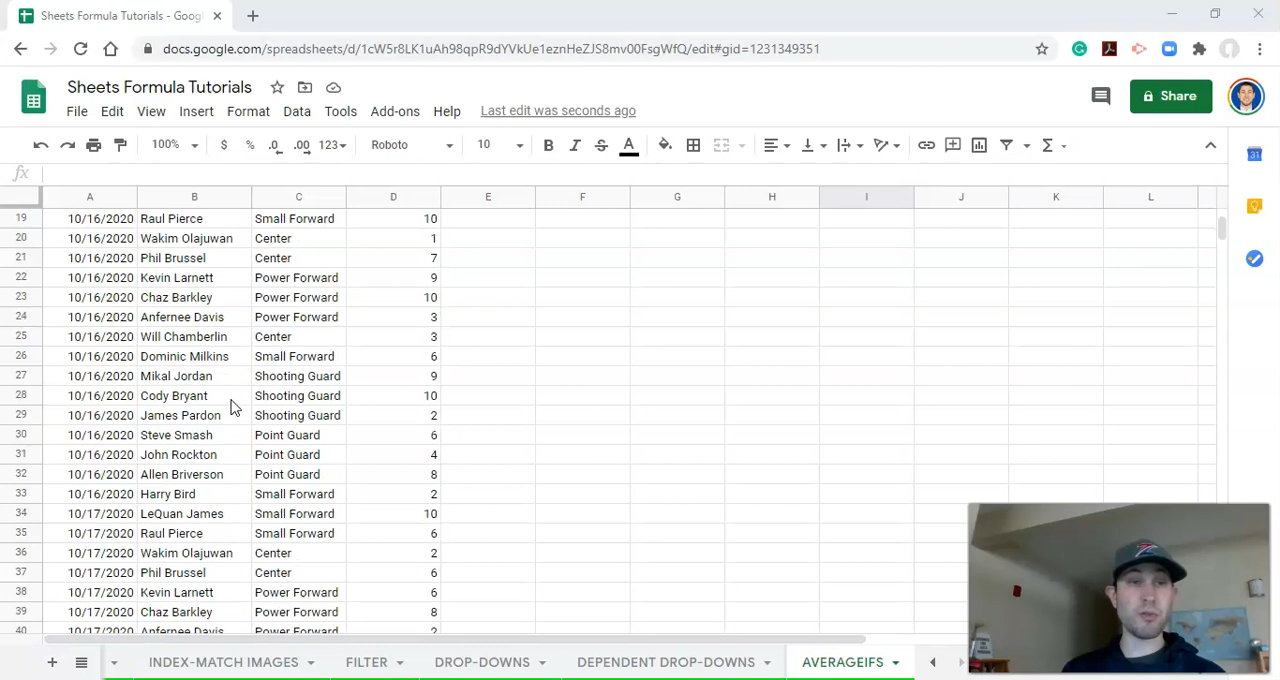 Sheets Formula Tutorials - Goog
docs.google.com/spreadsheets/d/1cW5r8LK1uAh98qpR9dYVkUe1eznHeZJS8mv00FsgWfQ/edit#gid=1231349351
Sheets Formula Tutorials
File Edit View Insert Format Data Tools Add-ons Help Last edit was seconds ago
Share
100% $ % .0 .00 123 Roboto 10 B I S A
fx
A B C D E F G H I J K L
19 10/16/2020 Raul Pierce Small Forward 10
20 10/16/2020 Wakim Olajuwan Center 1
21 10/16/2020 Phil Brussel Center 7
22 10/16/2020 Kevin Larnett Power Forward 9
23 10/16/2020 Chaz Barkley Power Forward 10
24 10/16/2020 Anfernee Davis Power Forward 3
25 10/16/2020 Will Chamberlin Center 3
26 10/16/2020 Dominic Milkins Small Forward 6
27 10/16/2020 Mikal Jordan Shooting Guard 9
28 10/16/2020 Cody Bryant Shooting Guard 10
29 10/16/2020 James Pardon Shooting Guard 2
30 10/16/2020 Steve Smash Point Guard 6
31 10/16/2020 John Rockton Point Guard 4
32 10/16/2020 Allen Briverson Point Guard 8
33 10/16/2020 Harry Bird Small Forward 2
34 10/17/2020 LeQuan James Small Forward 10
35 10/17/2020 Raul Pierce Small Forward 6
36 10/17/2020 Wakim Olajuwan Center 2
37 10/17/2020 Phil Brussel Center 6
38 10/17/2020 Kevin Larnett Power Forward 6
39 10/17/2020 Chaz Barkley Power Forward 8
40 10/17/2020 Anfernee Davis Power Forward 2
INDEX-MATCH IMAGES FILTER DROP-DOWNS DEPENDENT DROP-DOWNS AVERAGEIFS